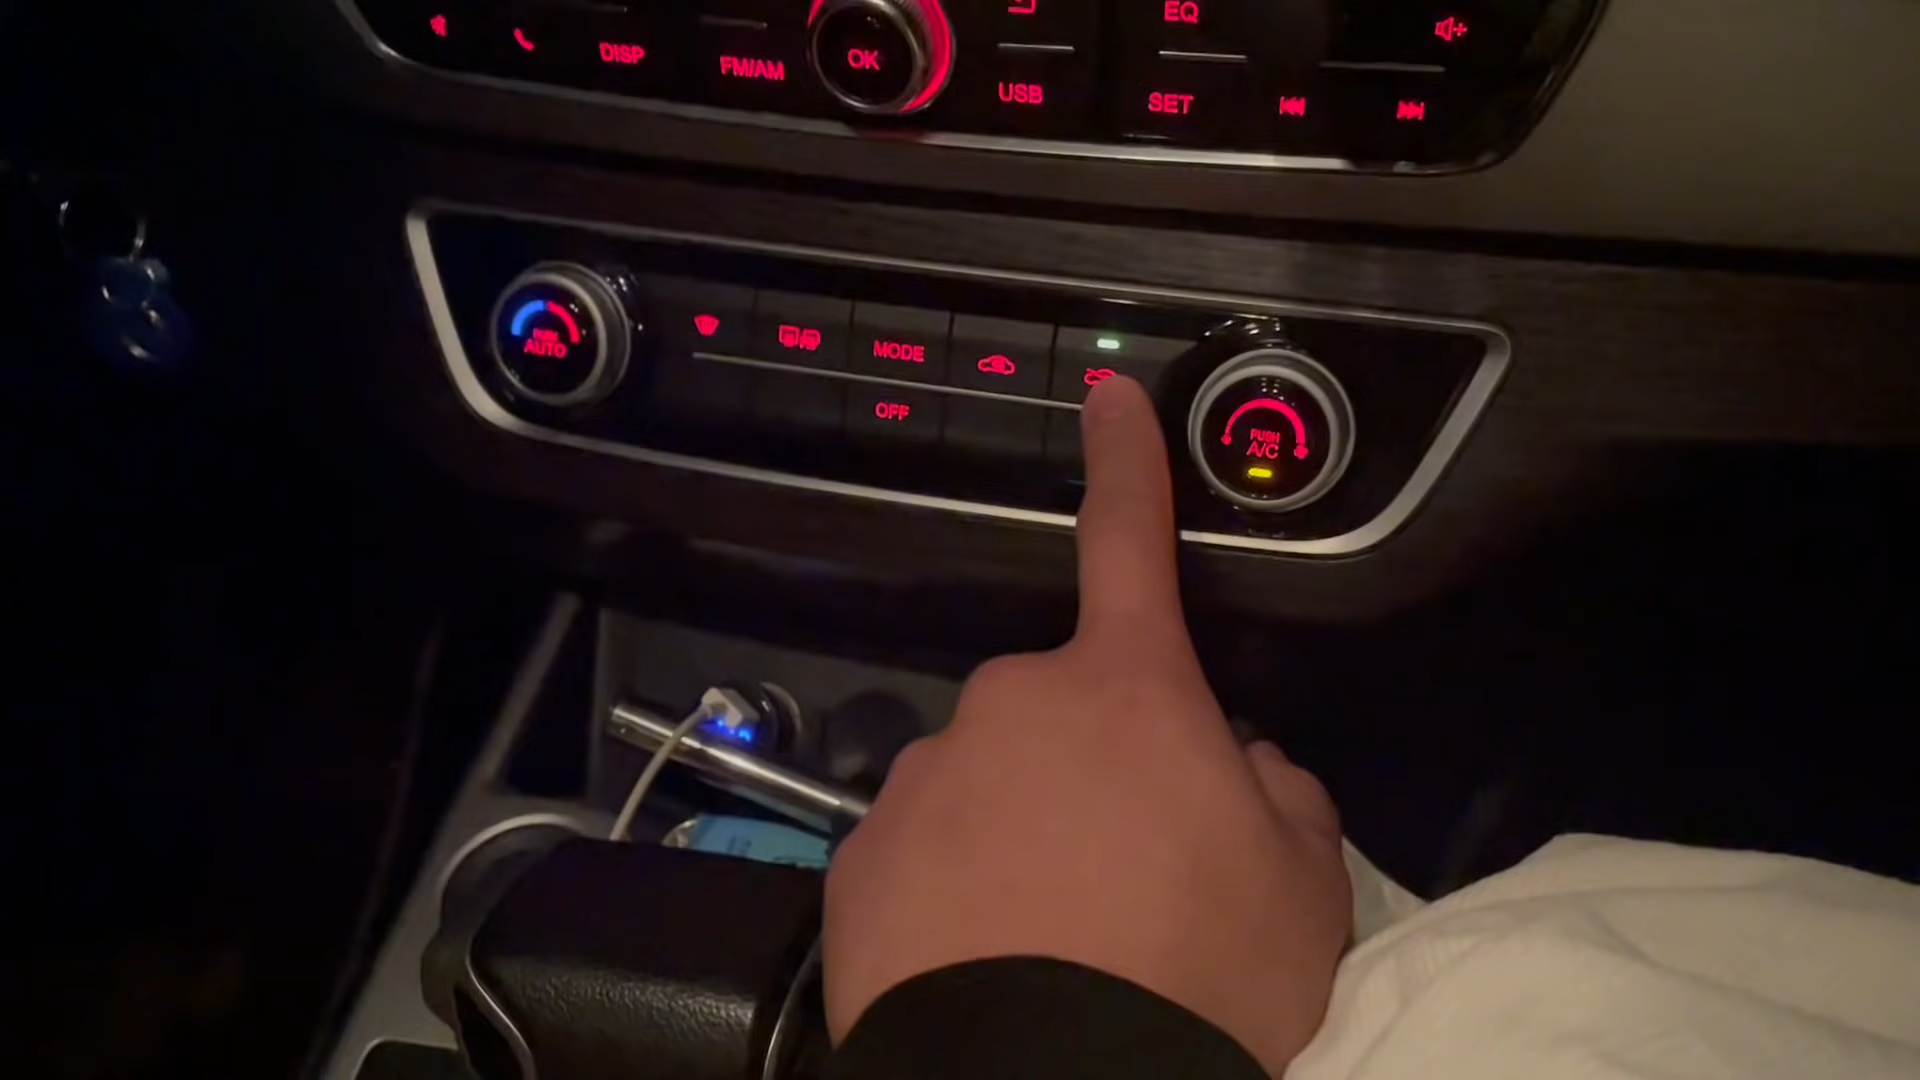 EQ
OK
DISP
FM/AM
USB
SET
PUSH
AUTO
MODE
OFF
PUSH
A/C